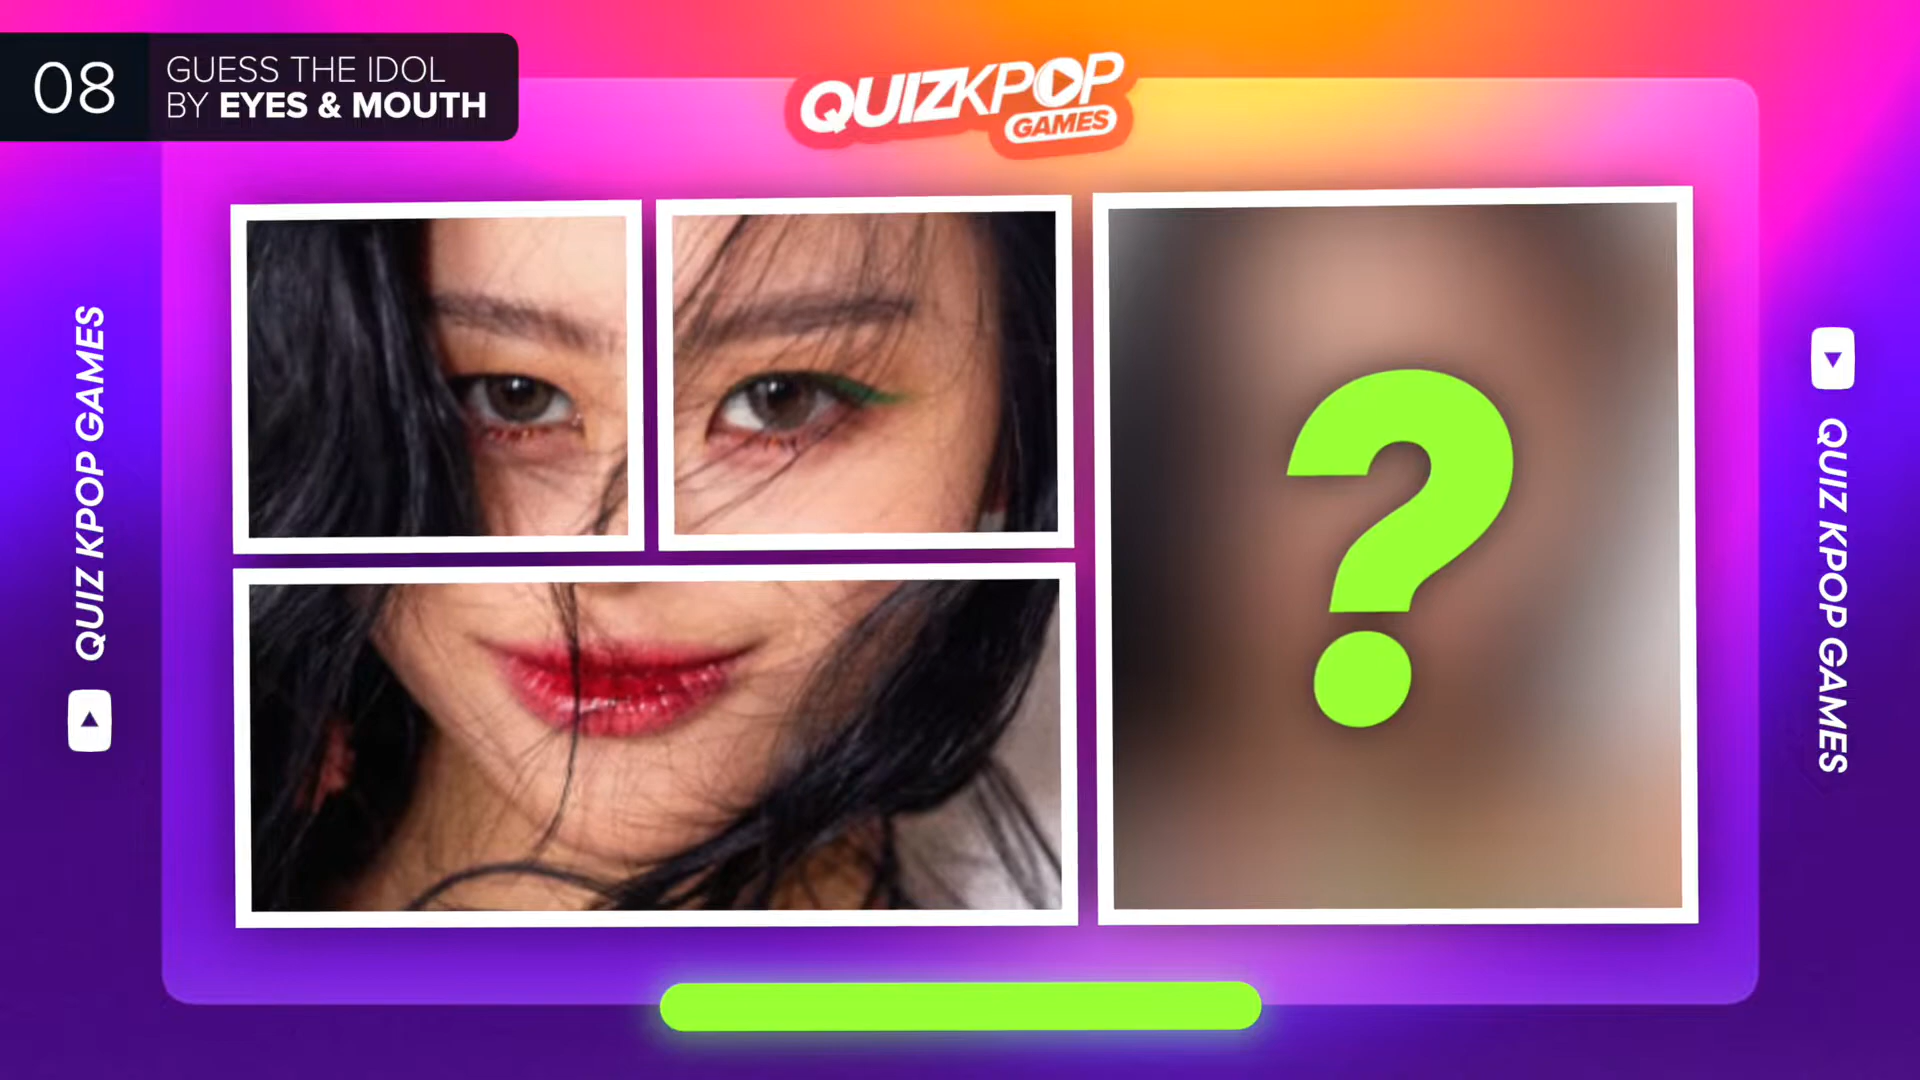 08
GUESS THE IDOL
BY EYES & MOUTH
QUIZKPOP
GAMES
QUIZ KPOP GAMES
QUIZ KPOP GAMES
?